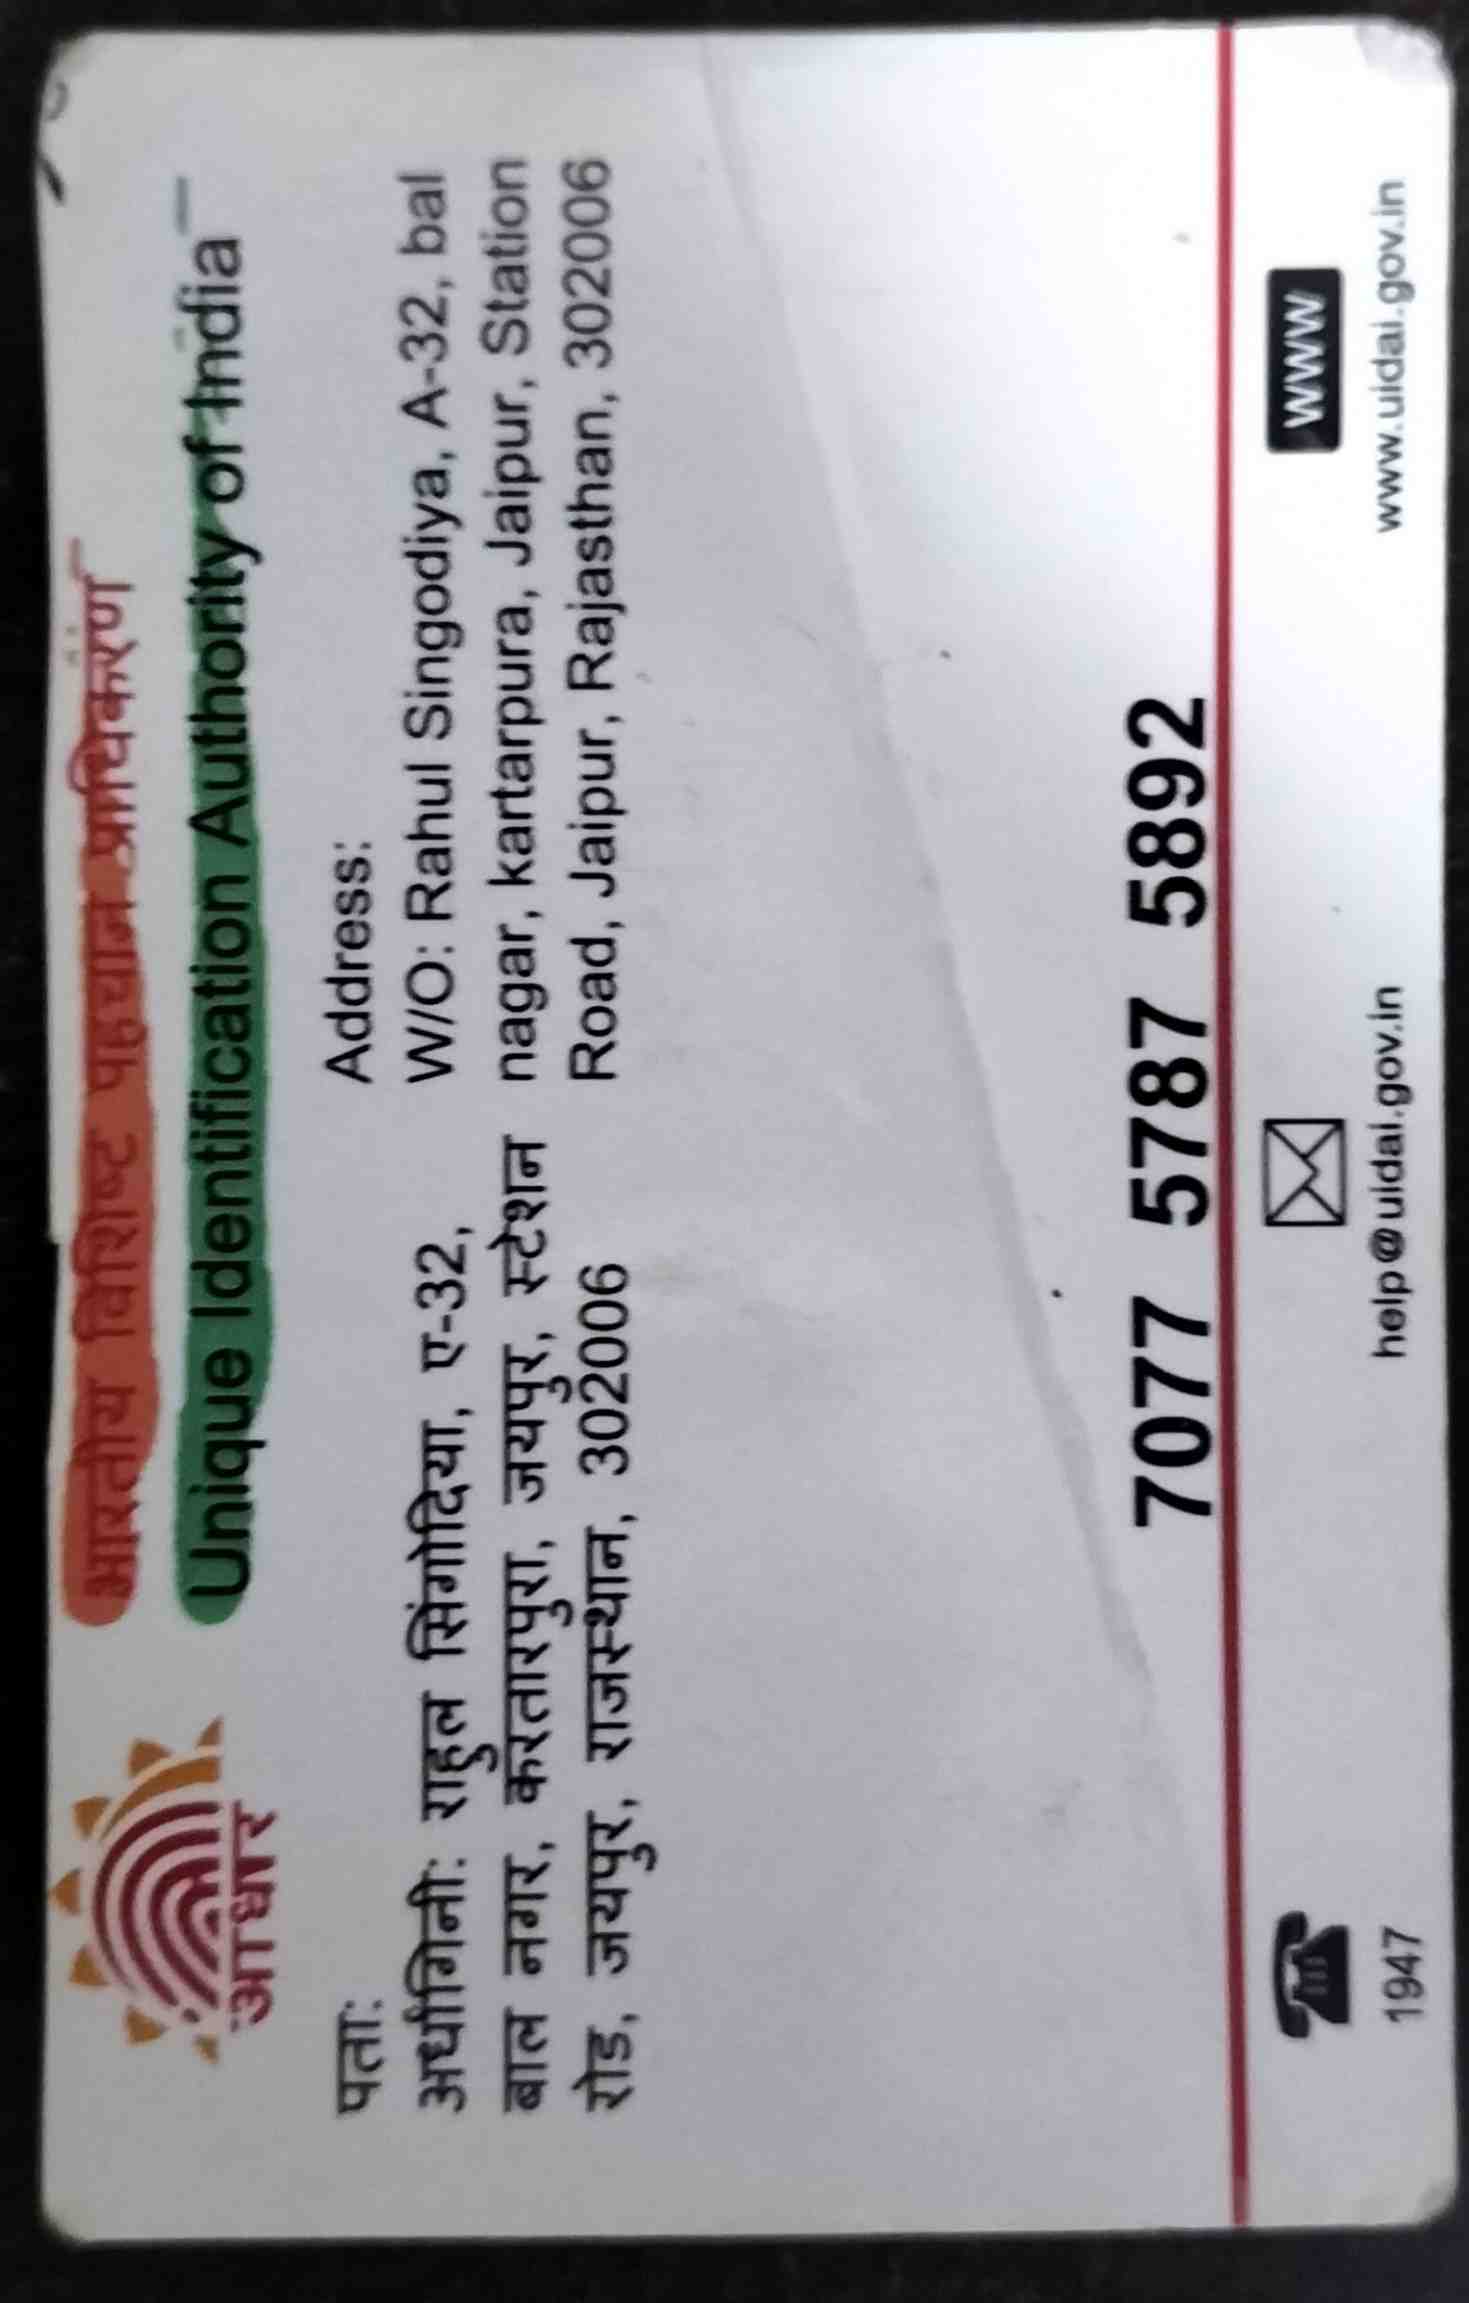 भारतीय विशिष्ट पहचान प्राधिकरण
Unique Identification Authority of India
आधार
पता:
अर्धांगिनी: राहुल सिंगोदिया, ए-32,
बाल नगर, करतारपुरा, जयपुर, स्टेशन
रोड, जयपुर, राजस्थान, 302006
Address:
W/O: Rahul Singodiya, A-32, bal
nagar, kartarpura, Jaipur, Station
Road, Jaipur, Rajasthan, 302006
7077 5787 5892
1947
help@uidai.gov.in
WWW
www.uidai.gov.in